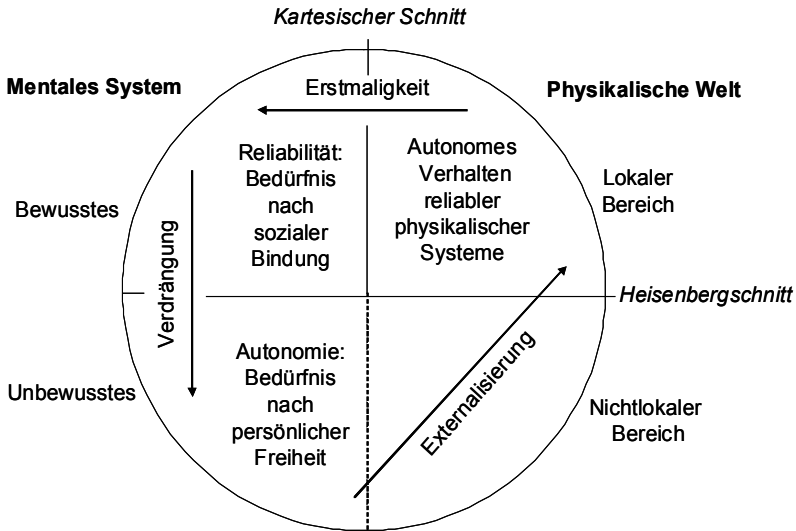 Kartesischer Schnitt
Mentales System
Erstmaligkeit
Physikalische Welt
Reliabilität:
Bedürfnis
nach
sozialer
Bindung
Autonomes
Verhalten
reliabler
physikalischer
Systeme
Bewusstes
Lokaler
Bereich
Verdrängung
Heisenbergschnitt
Autonomie:
Bedürfnis
nach
persönlicher
Freiheit
Externalisierung
Unbewusstes
Nichtlokaler
Bereich